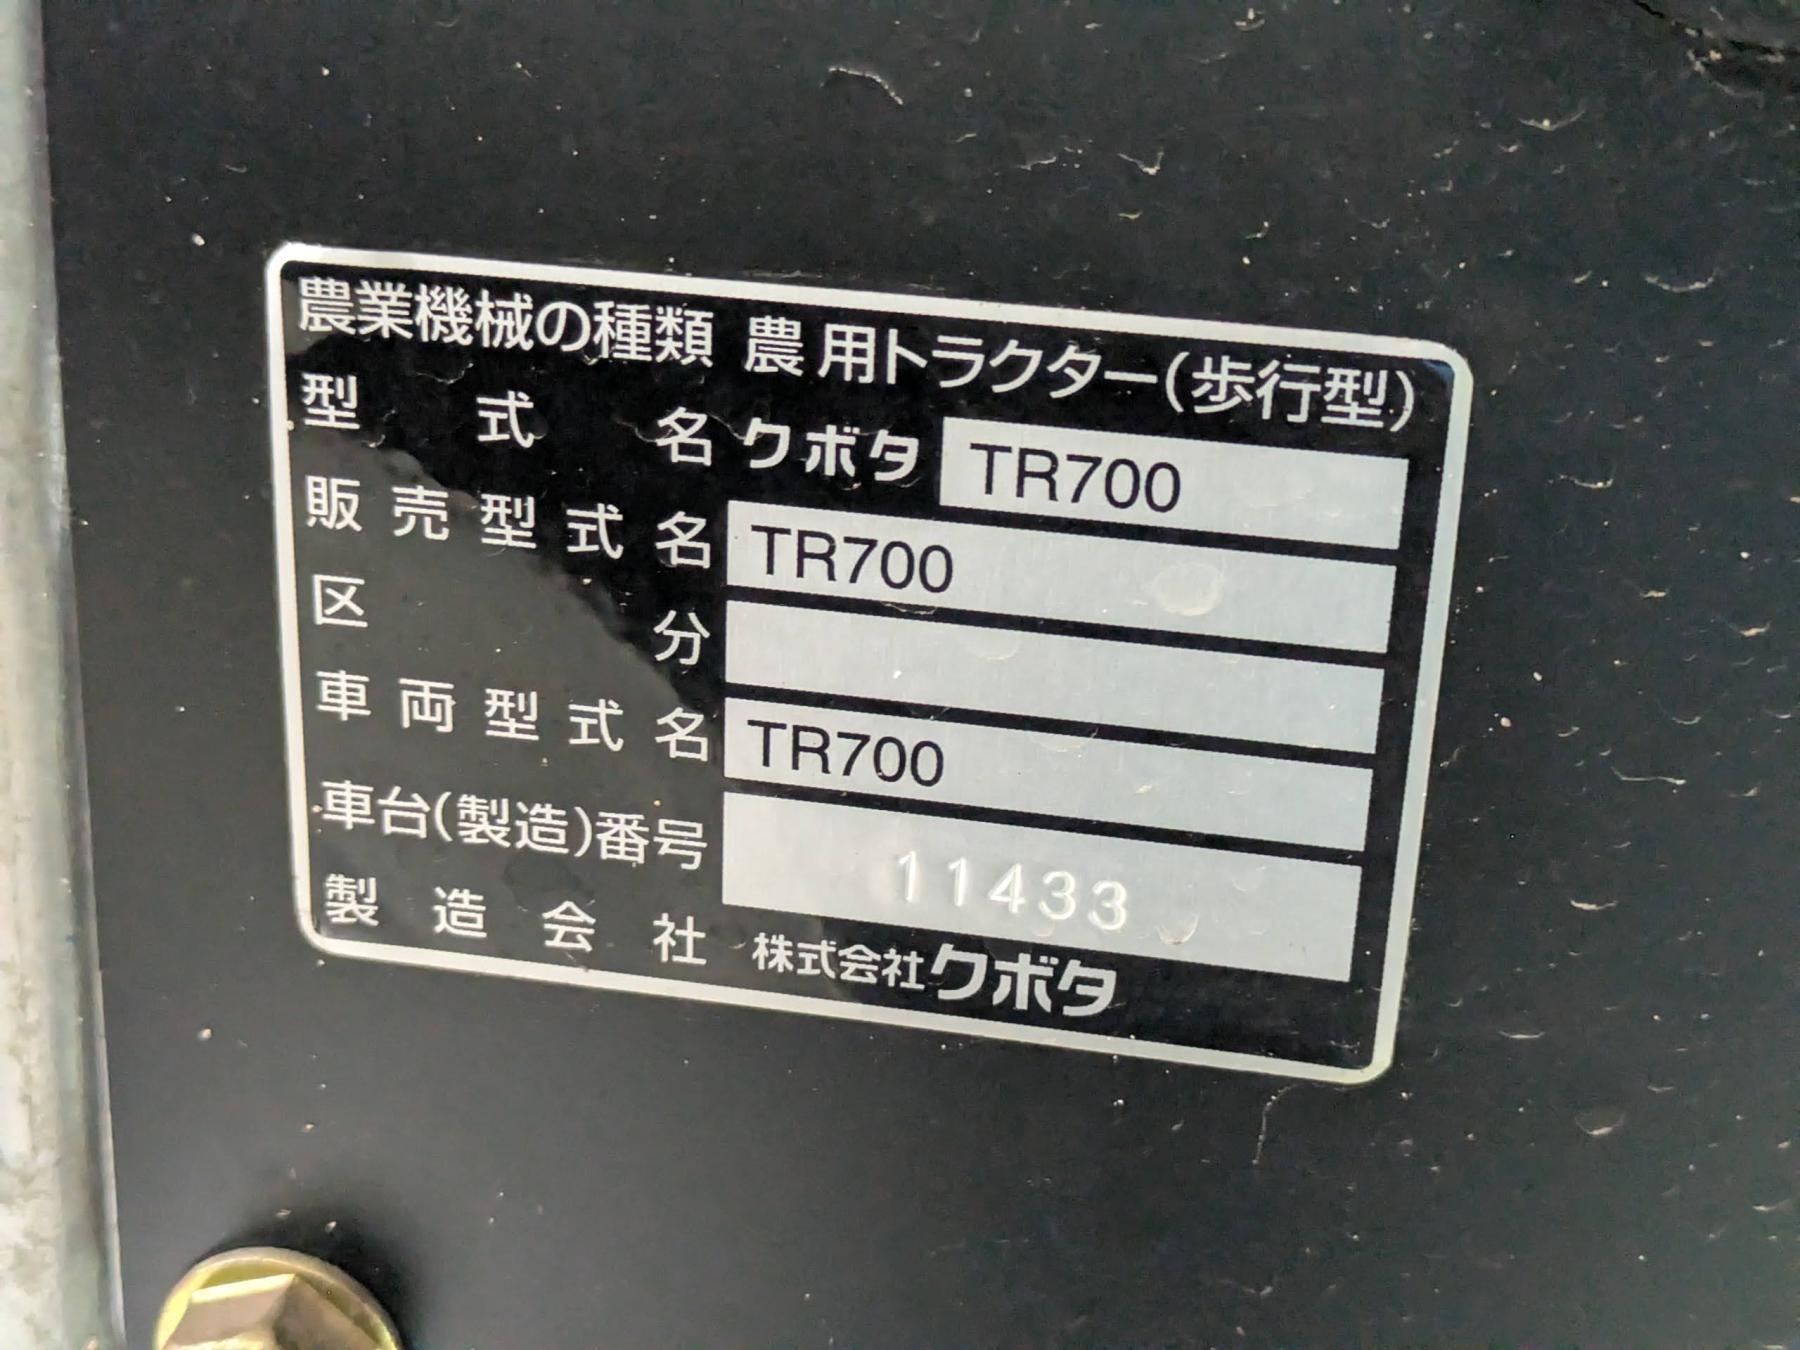 農業機械の種類 農用トラクター(歩行型)
型式名 クボタ TR700
販売型式名 TR700
区分
車両型式名 TR700
車台(製造)番号 11433
製造会社 株式会社クボタ